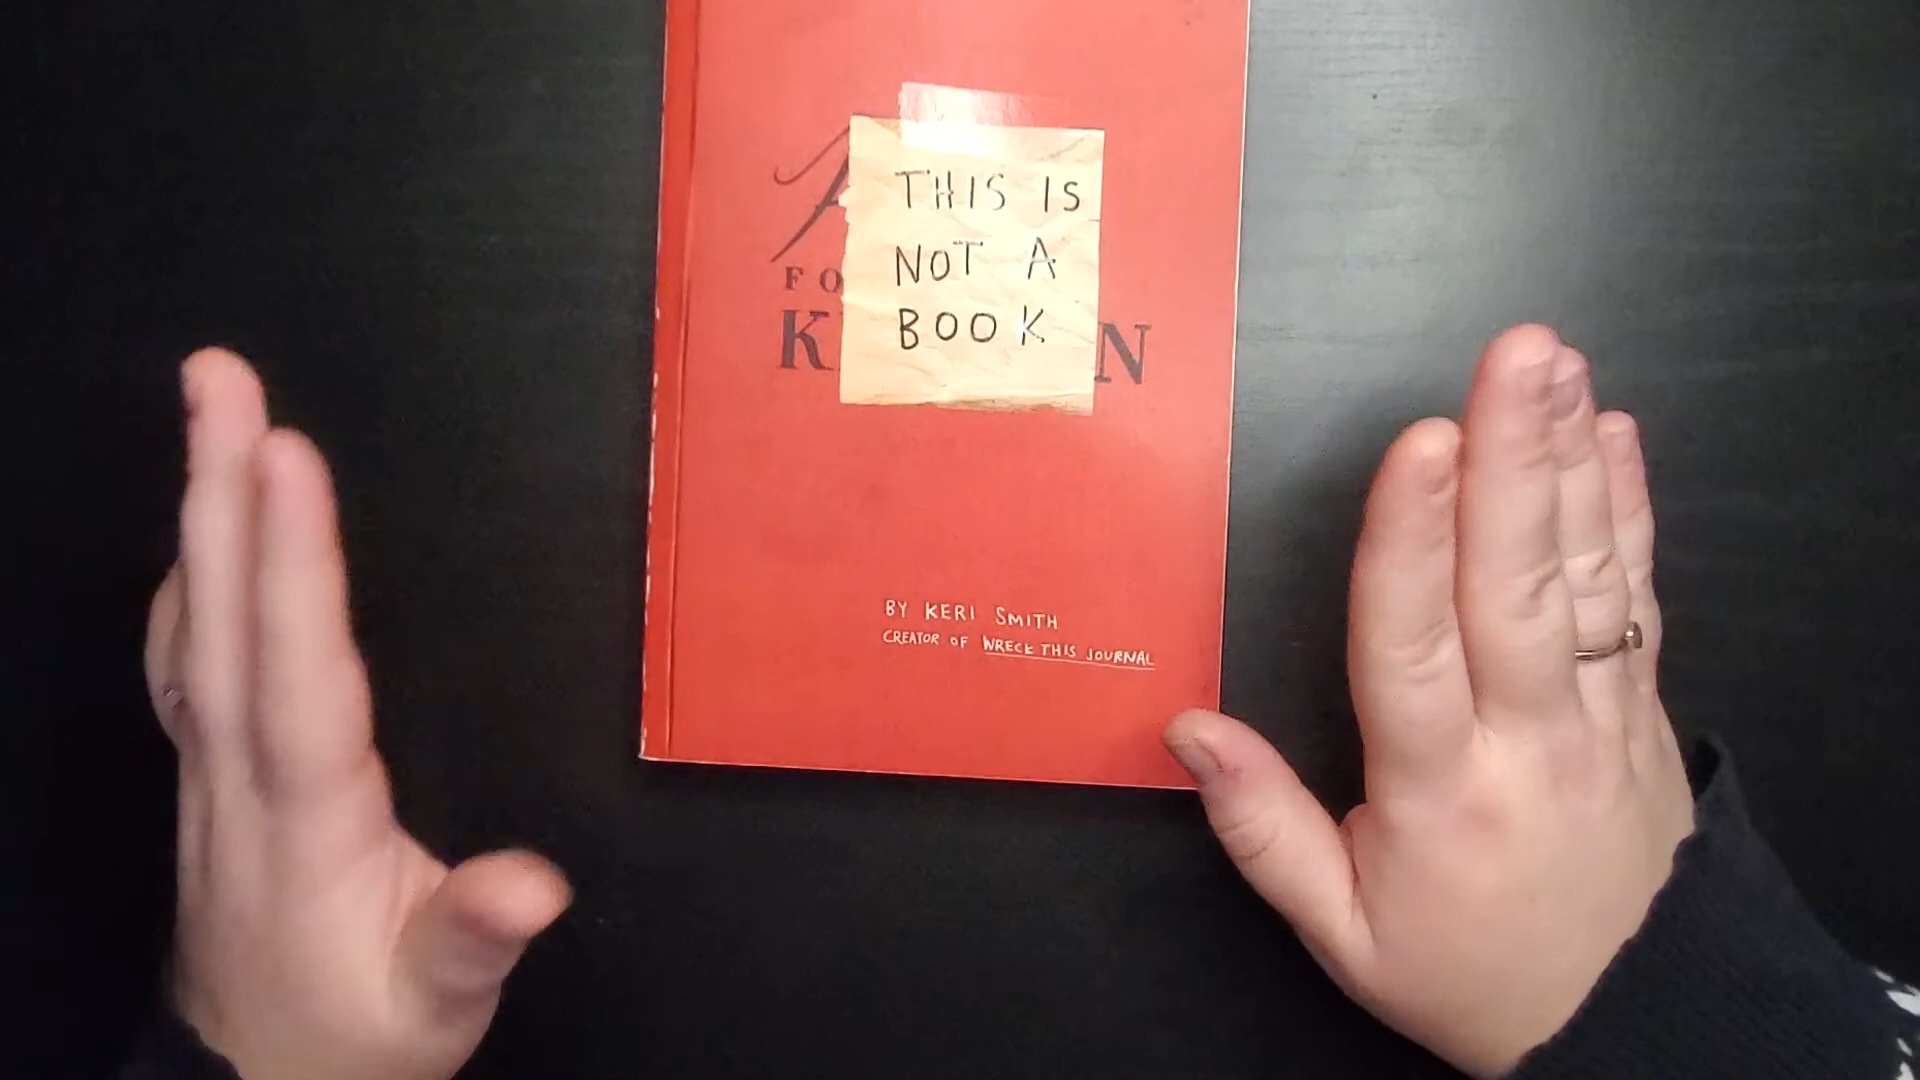 THIS IS
NOT A
BOOK
BY KERI SMITH
CREATOR OF WRECK THIS JOURNAL